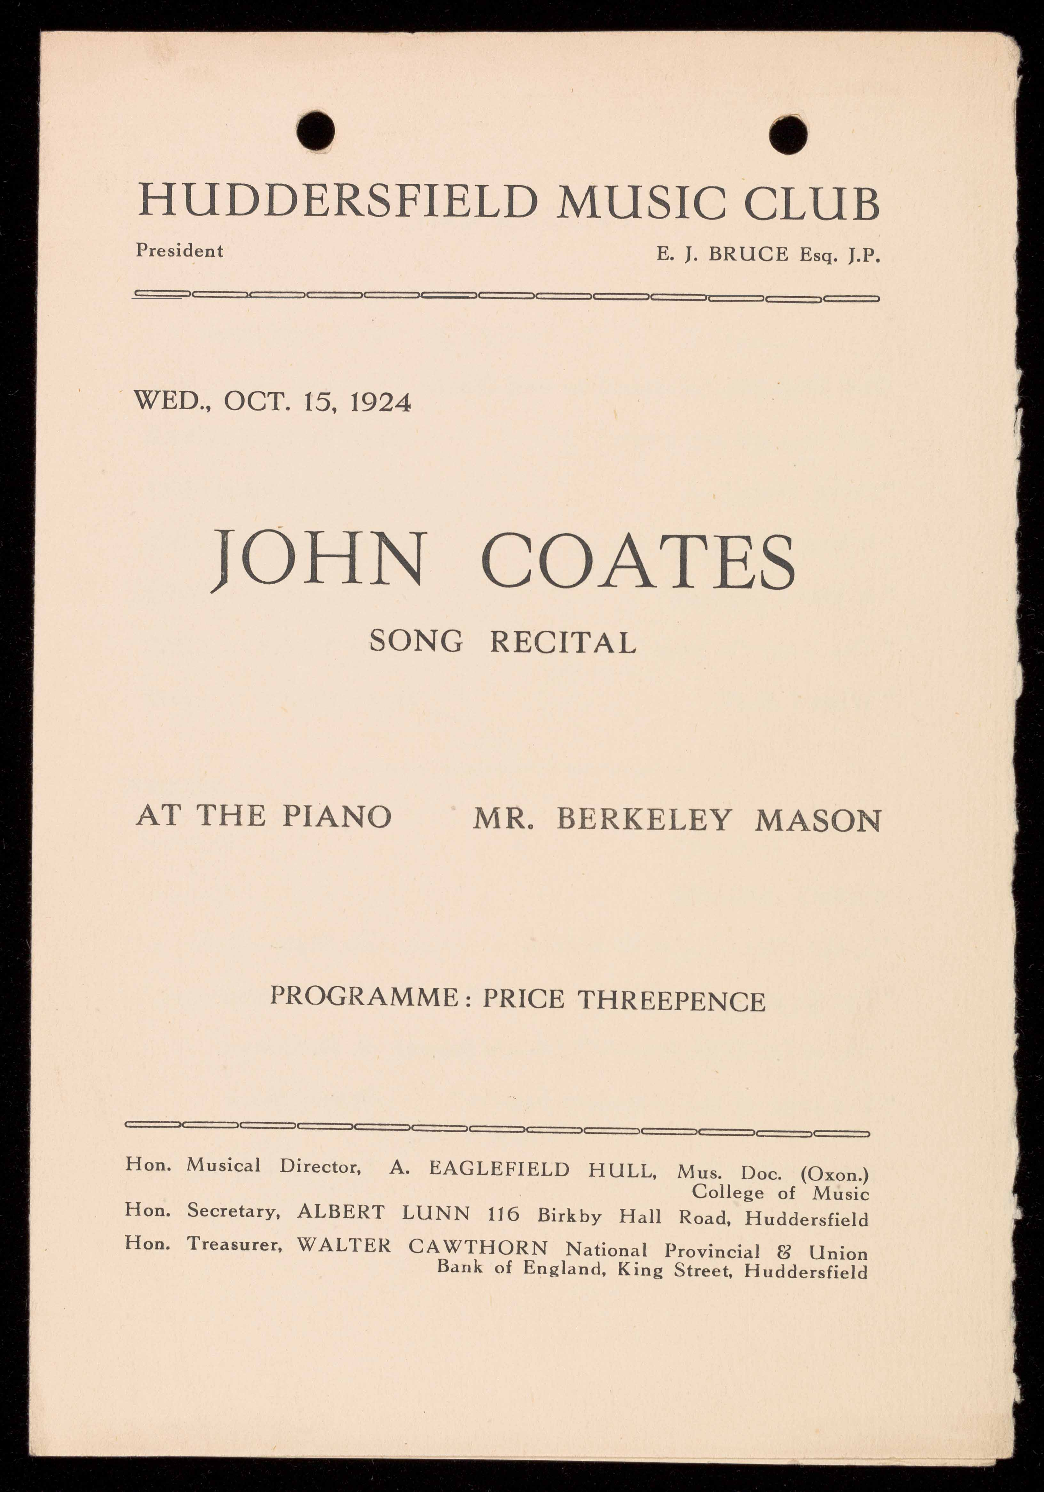 HUDDERSFIELD MUSIC CLUB
President E. J. BRUCE Esq. J.P.
WED., OCT. 15, 1924
JOHN COATES
SONG RECITAL
AT THE PIANO MR. BERKELEY MASON
PROGRAMME: PRICE THREEPENCE
Hon. Musical Director, A. EAGLEFIELD HULL, Mus. Doc. (Oxon.)
College of Music
Hon. Secretary, ALBERT LUNN 116 Birkby Hall Road, Huddersfield
Hon. Treasurer, WALTER CAWTHORN National Provincial & Union
Bank of England, King Street, Huddersfield